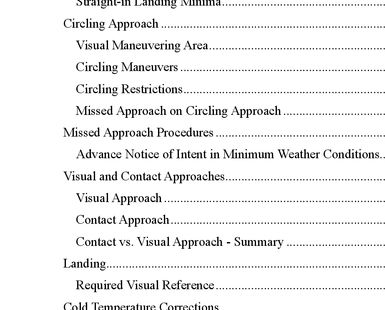 Straight-in Landing Minima..........................................
Circling Approach ........................................................
Visual Maneuvering Area.............................................
Circling Maneuvers .....................................................
Circling Restrictions....................................................
Missed Approach on Circling Approach ..........................
Missed Approach Procedures ...........................................
Advance Notice of Intent in Minimum Weather Conditions..
Visual and Contact Approaches........................................
Visual Approach .........................................................
Contact Approach.......................................................
Contact vs. Visual Approach - Summary .........................
Landing.......................................................................
Required Visual Reference ...........................................
Cold Temperature Corrections